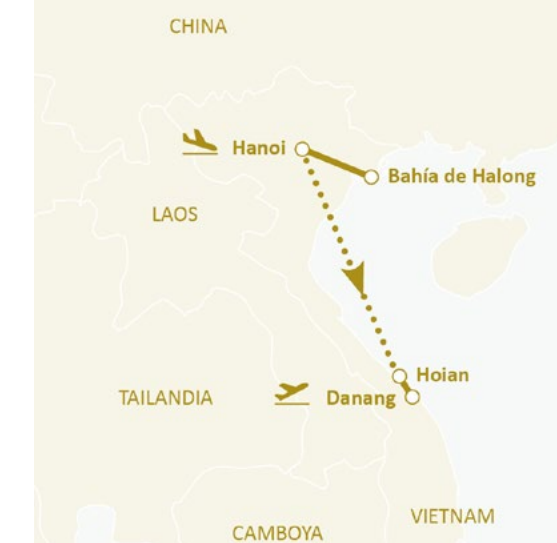 CHINA
Hanoi
Bahía de Halong
LAOS
Hoian
TAILANDIA
Danang
VIETNAM
CAMBOYA